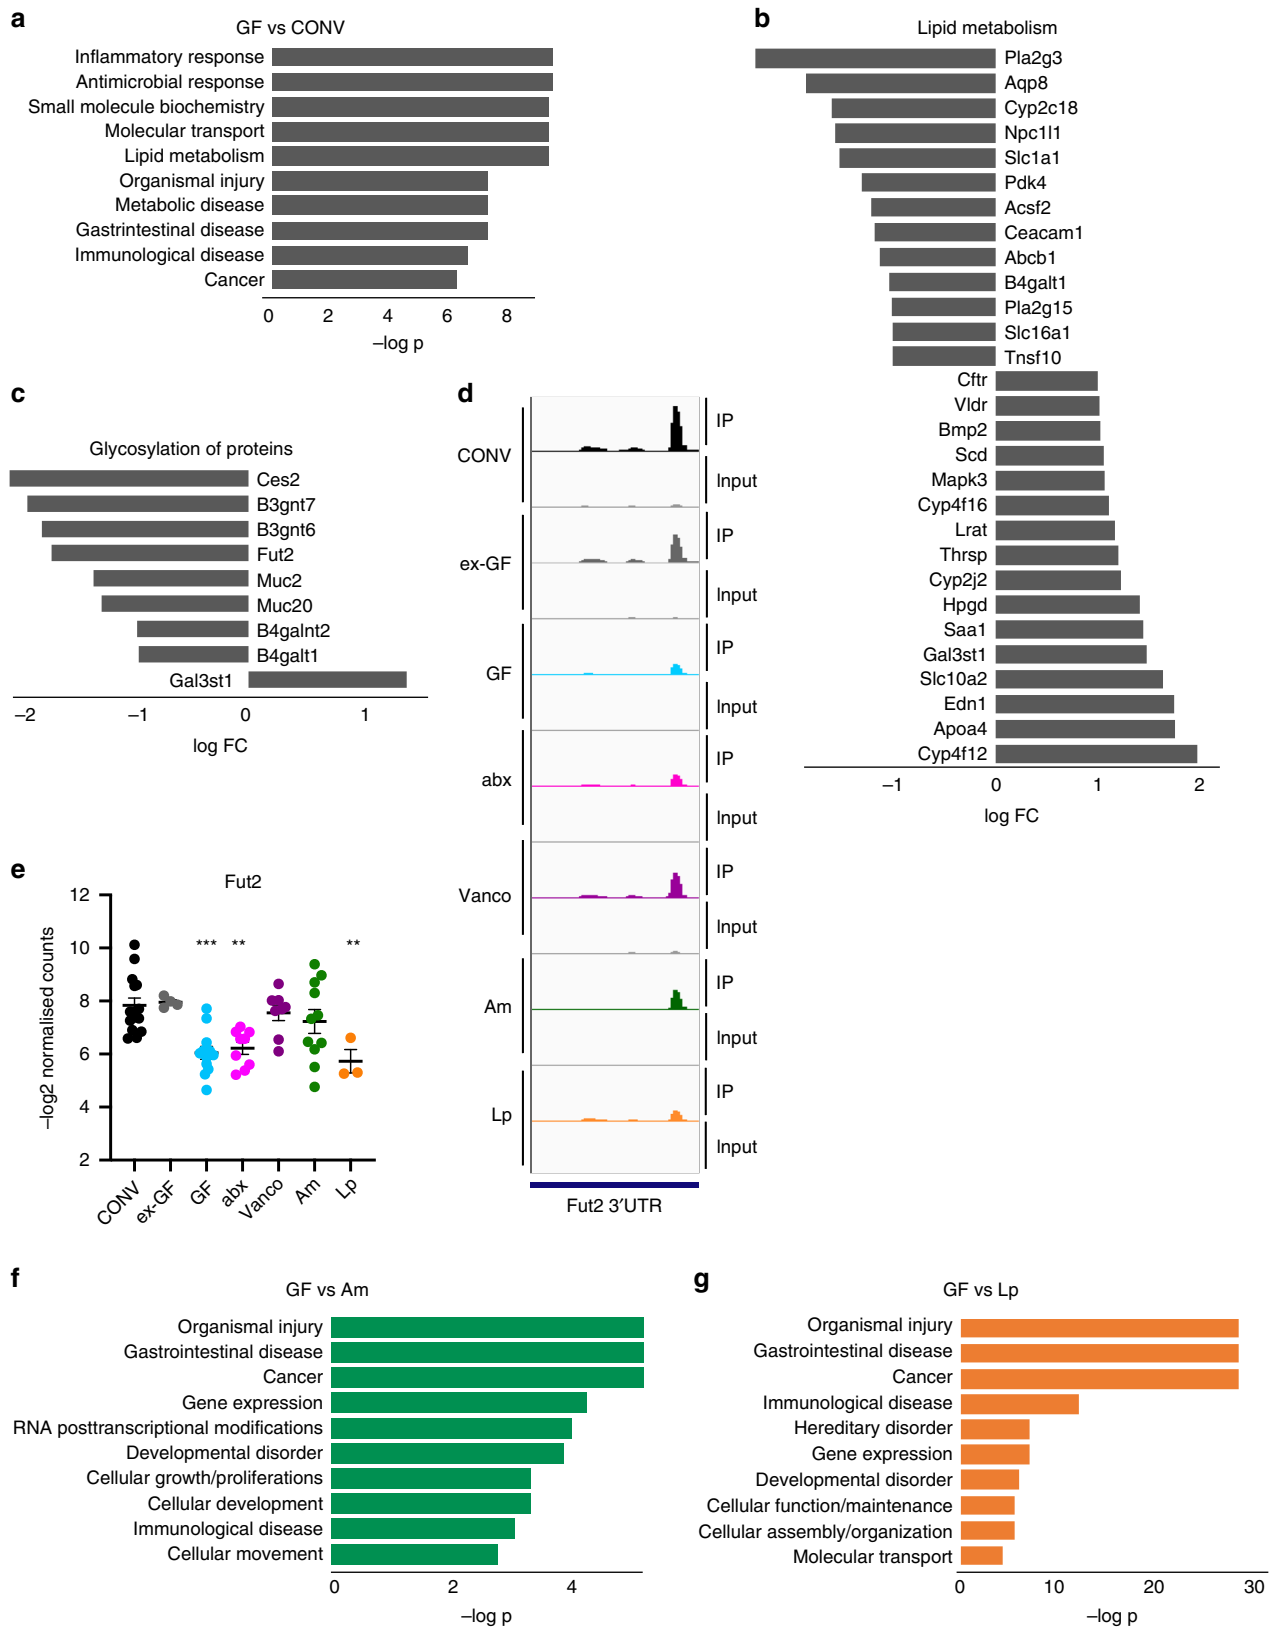 a
GF vs CONV
Inflammatory response
Antimicrobial response
Small molecule biochemistry
Molecular transport
Lipid metabolism
Organismal injury
Metabolic disease
Gastrintestinal disease
Immunological disease
Cancer
0 2 4 6 8
–log p
b
Lipid metabolism
Pla2g3
Aqp8
Cyp2c18
Npc1l1
Slc1a1
Pdk4
Acsf2
Ceacam1
Abcb1
B4galt1
Pla2g15
Slc16a1
Tnsf10
Cftr
Vldr
Bmp2
Scd
Mapk3
Cyp4f16
Lrat
Thrsp
Cyp2j2
Hpgd
Saa1
Gal3st1
Slc10a2
Edn1
Apoa4
Cyp4f12
–1 0 1 2
log FC
c
Glycosylation of proteins
Ces2
B3gnt7
B3gnt6
Fut2
Muc2
Muc20
B4galnt2
B4galt1
Gal3st1
–2 –1 0 1
log FC
d
CONV
IP
Input
ex-GF
IP
Input
GF
IP
Input
abx
IP
Input
Vanco
IP
Input
Am
IP
Input
Lp
IP
Input
Fut2 3′UTR
e
Fut2
–log2 normalised counts
12
10
8
6
4
2
*** ** **
CONV ex-GF GF abx Vanco Am Lp
f
GF vs Am
Organismal injury
Gastrointestinal disease
Cancer
Gene expression
RNA posttranscriptional modifications
Developmental disorder
Cellular growth/proliferations
Cellular development
Immunological disease
Cellular movement
0 2 4
–log p
g
GF vs Lp
Organismal injury
Gastrointestinal disease
Cancer
Immunological disease
Hereditary disorder
Gene expression
Developmental disorder
Cellular function/maintenance
Cellular assembly/organization
Molecular transport
0 10 20 30
–log p